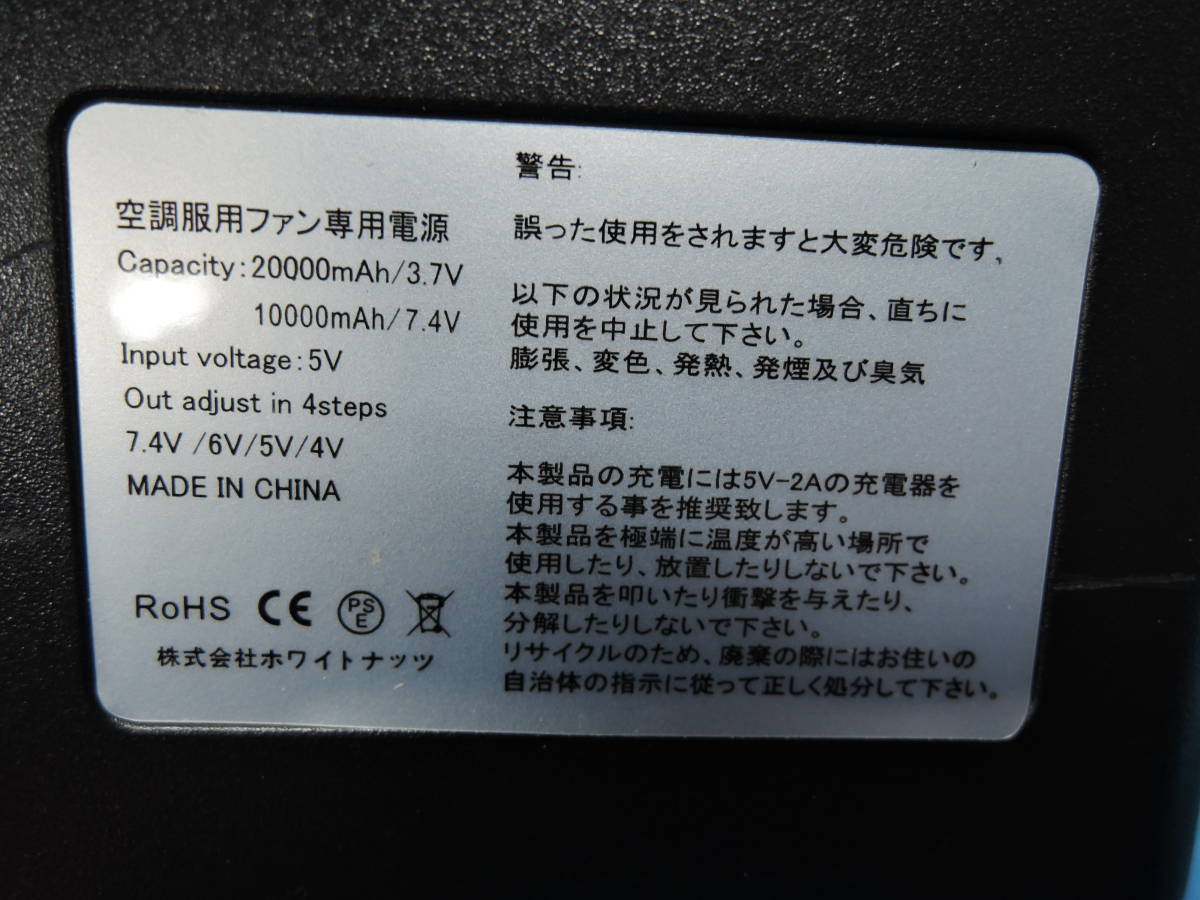 空調服用ファン専用電源
Capacity:20000mAh/3.7V
10000mAh/7.4V
Input voltage:5V
Out adjust in 4steps
7.4V /6V/5V/4V
MADE IN CHINA
RoHS CE PSE
株式会社ホワイトナッツ
警告:
誤った使用をされますと大変危険です、
以下の状況が見られた場合、直ちに
使用を中止して下さい。
膨張、変色、発熱、発煙及び臭気
注意事項:
本製品の充電には5V-2Aの充電器を
使用する事を推奨致します。
本製品を極端に温度が高い場所で
使用したり、放置したりしないで下さい。
本製品を叩いたり衝撃を与えたり、
分解したりしないで下さい。
リサイクルのため、廃棄の際にはお住いの
自治体の指示に従って正しく処分して下さい。